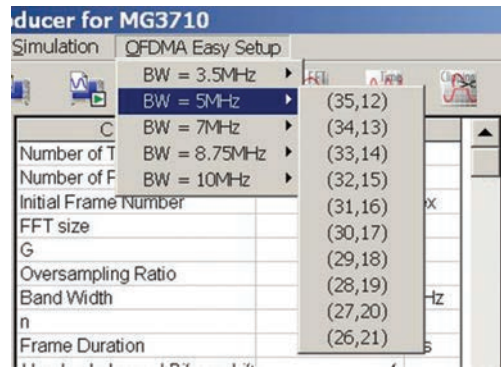 ducer for MG3710
Simulation OFDMA Easy Setup
BW = 3.5MHz
BW = 5MHz
BW = 7MHz
BW = 8.75MHz
BW = 10MHz
(35,12)
(34,13)
(33,14)
(32,15)
(31,16)
(30,17)
(29,18)
(28,19)
(27,20)
(26,21)
C
Number of T
Number of F
Initial Frame Number
FFT size
G
Oversampling Ratio
Band Width
Hz
n
Frame Duration
s